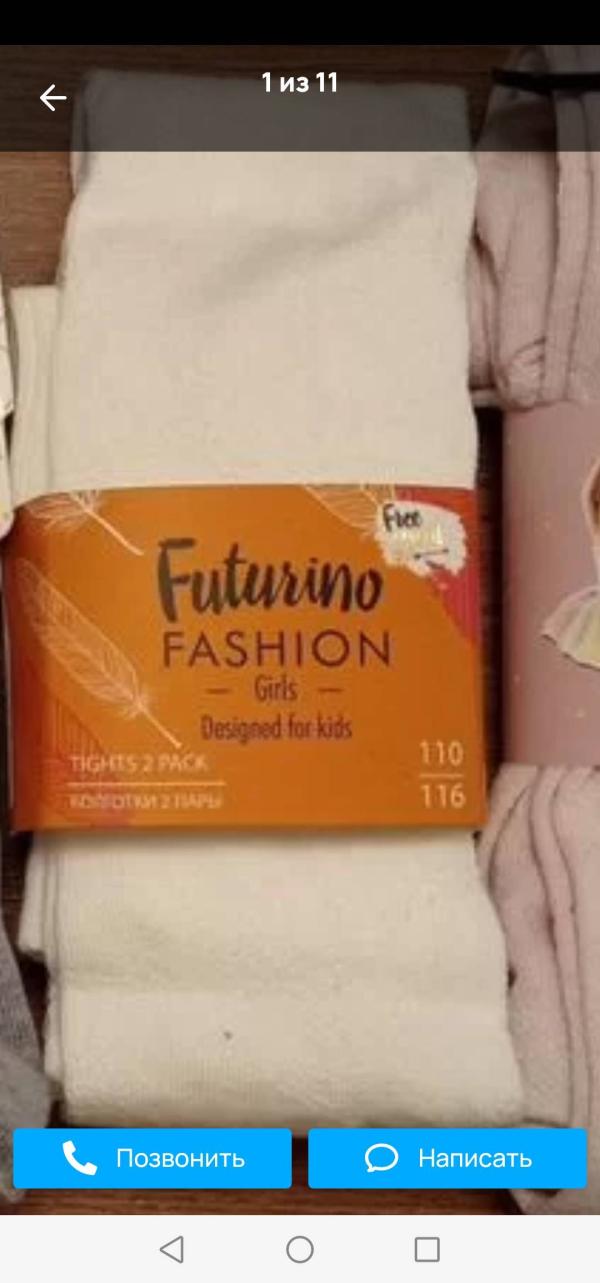 1 из 11
Free
Futurino
FASHION
Girls
Designed for kids
TIGHTS 2 PACK
КОЛГОТКИ 2 ПАРЫ
110
116
Позвонить
Написать